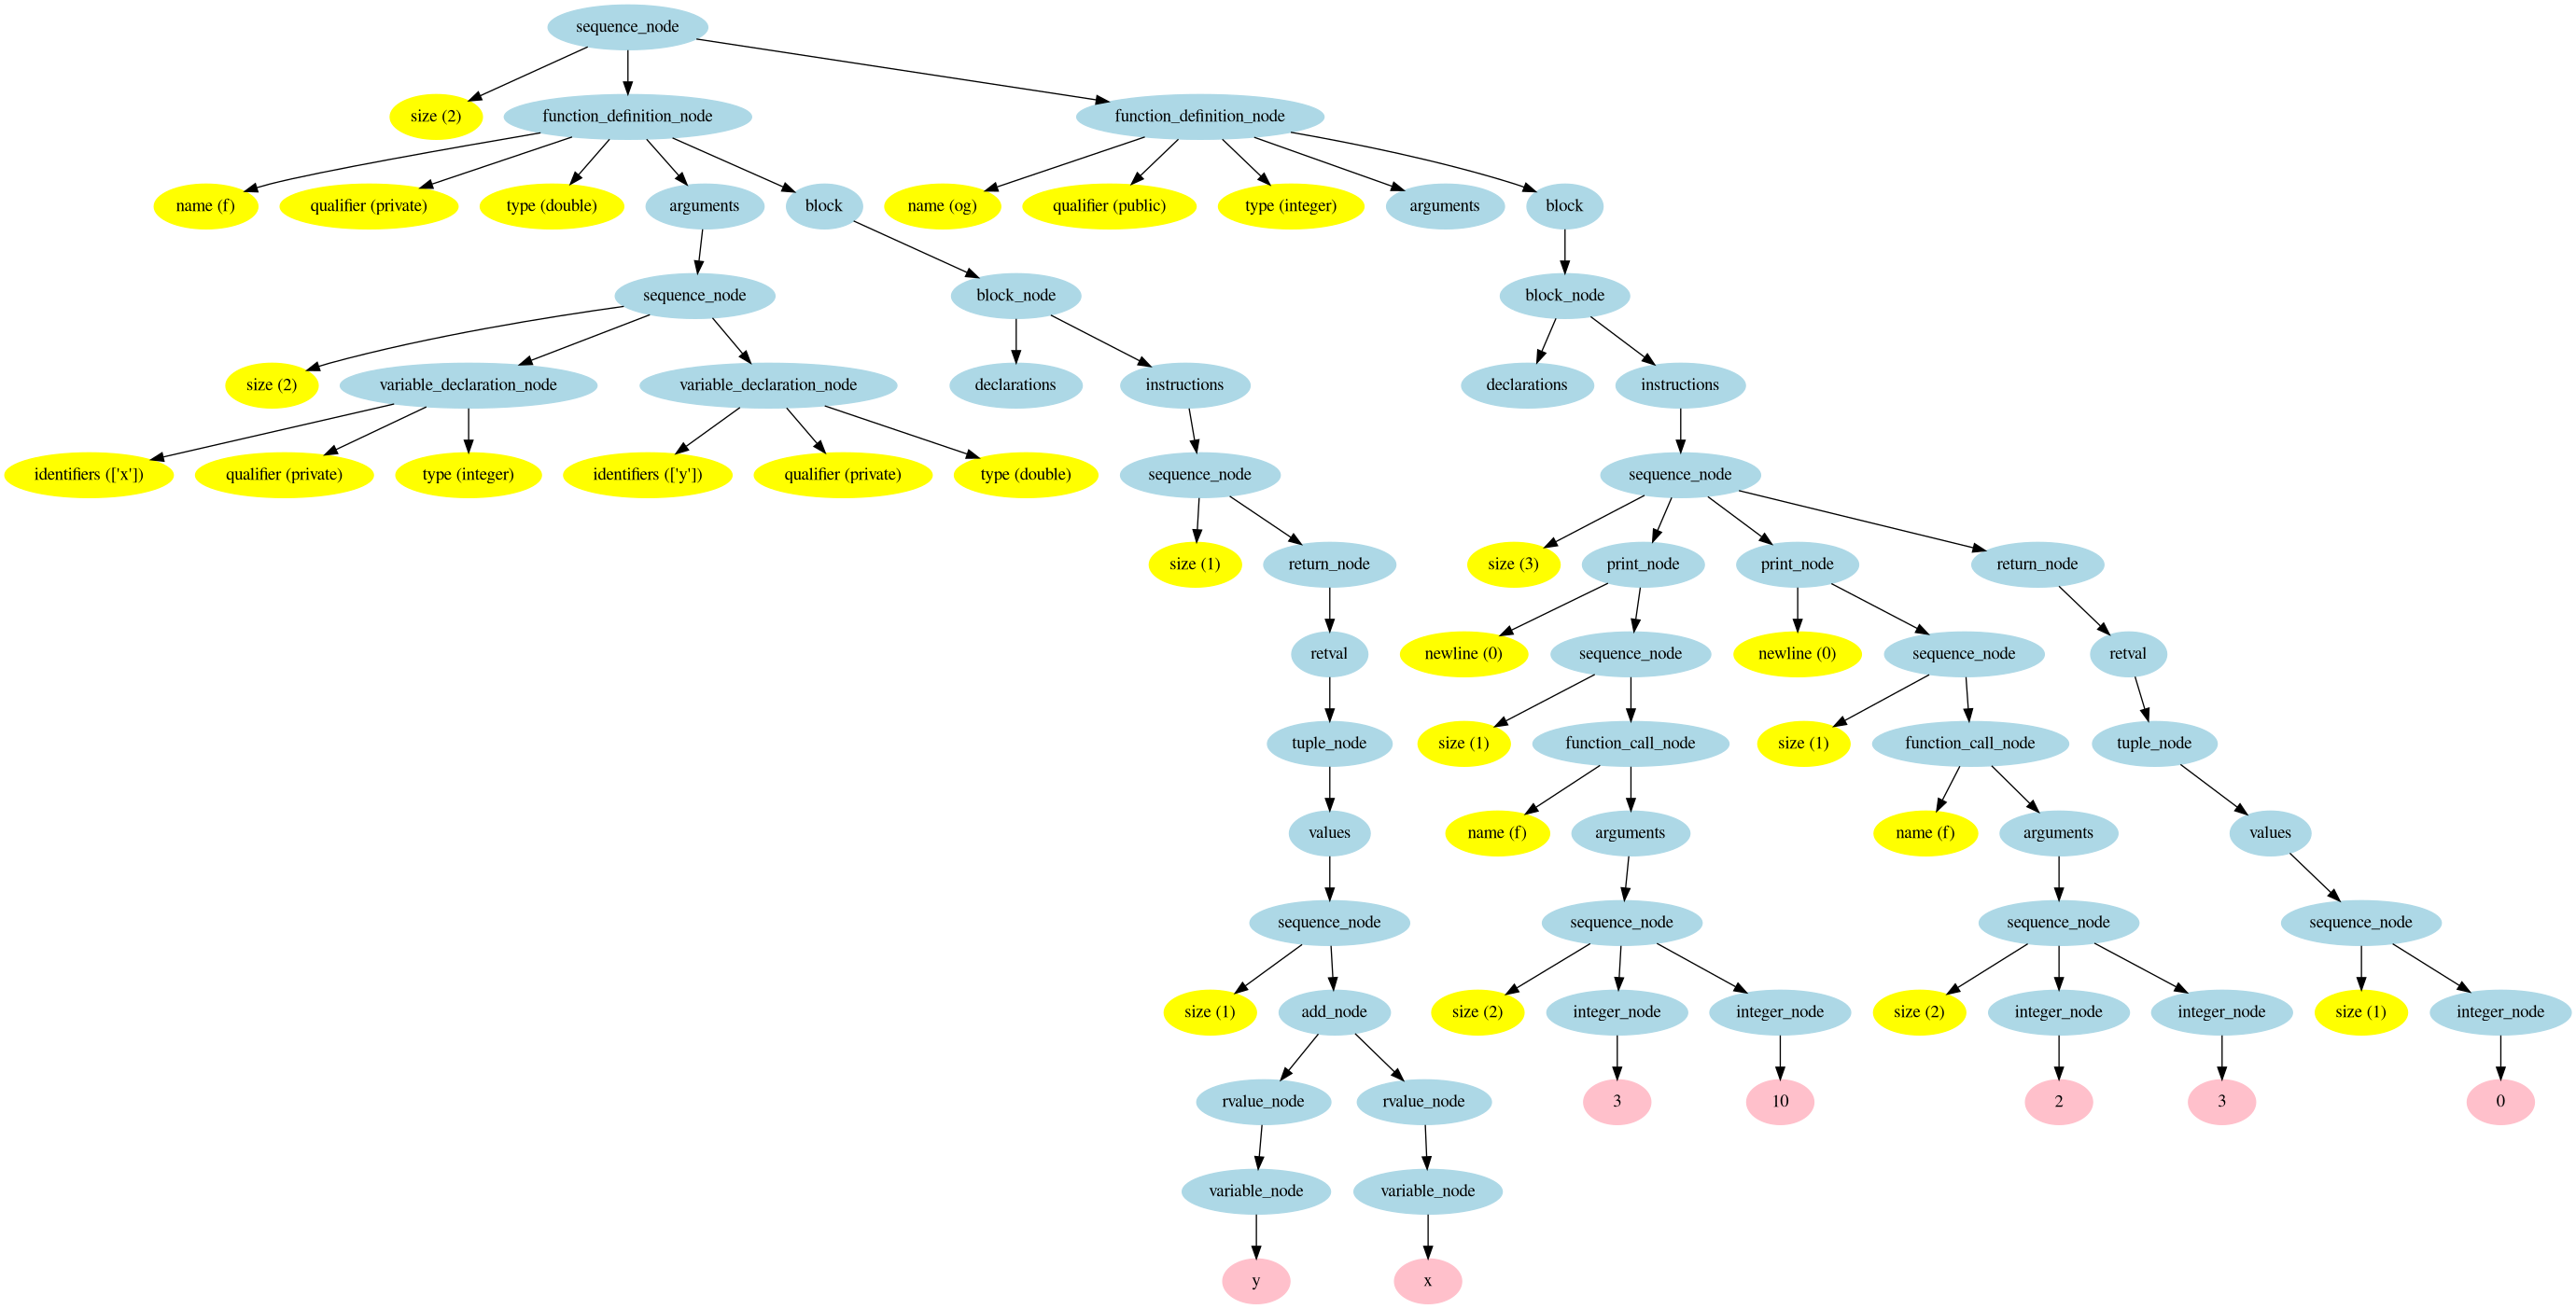 sequence_node
size (2)
function_definition_node
function_definition_node
name (f)
qualifier (private)
type (double)
arguments
block
name (og)
qualifier (public)
type (integer)
arguments
block
sequence_node
block_node
block_node
size (2)
variable_declaration_node
variable_declaration_node
declarations
instructions
declarations
instructions
identifiers (['x'])
qualifier (private)
type (integer)
identifiers (['y'])
qualifier (private)
type (double)
sequence_node
sequence_node
size (1)
return_node
size (3)
print_node
print_node
return_node
retval
newline (0)
sequence_node
newline (0)
sequence_node
retval
tuple_node
size (1)
function_call_node
size (1)
function_call_node
tuple_node
values
name (f)
arguments
name (f)
arguments
values
sequence_node
sequence_node
sequence_node
sequence_node
size (1)
add_node
size (2)
integer_node
integer_node
size (2)
integer_node
integer_node
size (1)
integer_node
rvalue_node
rvalue_node
3
10
2
3
0
variable_node
variable_node
y
x